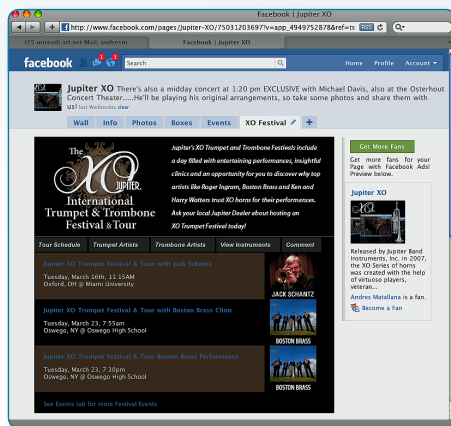 Facebook | Jupiter XO
http://www.facebook.com/pages/Jupiter-XO/75031203697?v=app_4949752878&ref=ts
RSS
Q
(15 unread) att.net Mail, andresm
Facebook | Jupiter XO
facebook
1
3
Search
Home Profile Account
Jupiter XO There's also a midday concert at 1:20 pm EXCLUSIVE with Michael Davis, also at the Osterhout
Concert Theater.....He'll be playing his original arrangements, so take some photos and share them with
us! last Wednesday clear
Wall Info Photos Boxes Events XO Festival +
The
XO
JUPITER
International
Trumpet & Trombone
Festival & Tour
Jupiter's XO Trumpet and Trombone Festivals include
a day filled with entertaining performances, insightful
clinics and an opportunity for you to discover why top
artists like Roger Ingram, Boston Brass and Ken and
Harry Watters trust XO horns for their performances.
Ask your local Jupiter Dealer about hosting an
XO Trumpet Festival today!
Tour Schedule Trumpet Artists Trombone Artists View Instruments Comment
Jupiter XO Trumpet Festival & Tour with Jack Schantz
Tuesday, March 16th, 11:15AM
Oxford, OH @ Miami University
JACK SCHANTZ
Jupiter XO Trumpet Festival & Tour with Boston Brass Clinic
Tuesday, March 23, 7:55am
Oswego, NY @ Oswego High School
BOSTON BRASS
Jupiter XO Trumpet Festival & Tour Boston Brass Performance
Tuesday, March 23, 7:30pm
Oswego, NY @ Oswego High School
BOSTON BRASS
See Events tab for more Festival Events
Get More Fans
Get more fans for your
Page with Facebook Ads!
Preview below.
Jupiter XO
Released by Jupiter Band
Instruments, Inc. in 2007,
the XO Series of horns
was created with the help
of virtuoso players,
veteran...
Andres Matallana is a fan.
Become a Fan